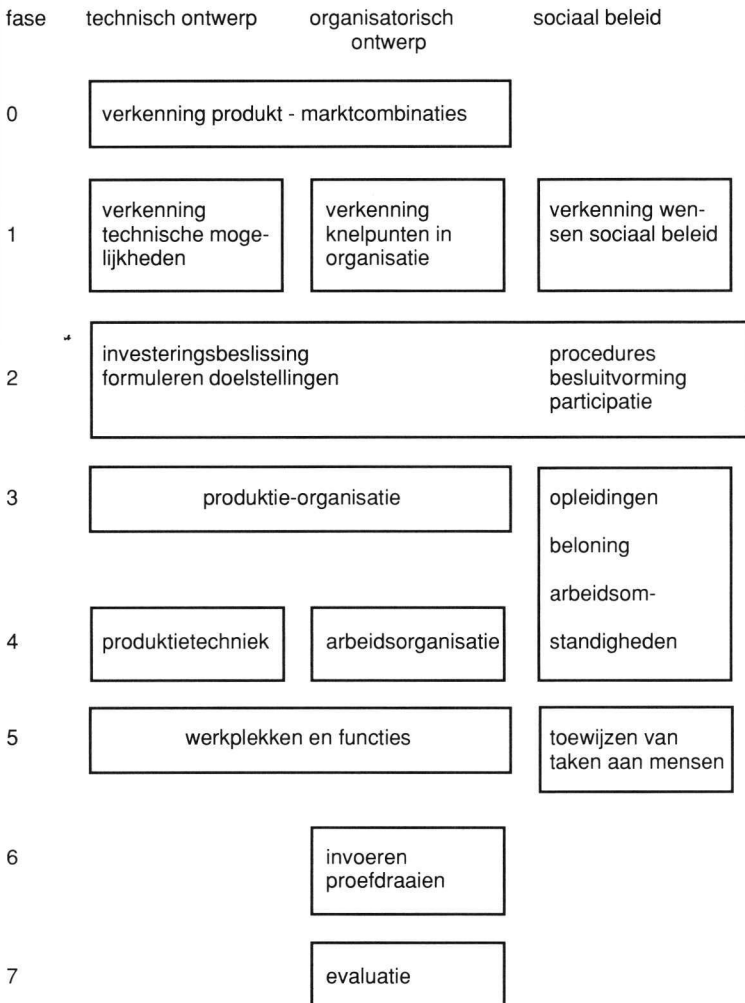 fase technisch ontwerp organisatorisch ontwerp sociaal beleid
0 verkenning produkt - marktcombinaties
1
verkenning
technische moge-
lijkheden
verkenning
knelpunten in
organisatie
verkenning wen-
sen sociaal beleid
2
investeringsbeslissing
formuleren doelstellingen
procedures
besluitvorming
participatie
3 produktie-organisatie
opleidingen
beloning
arbeidsom-
standigheden
4 produktietechniek arbeidsorganisatie
5 werkplekken en functies
toewijzen van
taken aan mensen
6
invoeren
proefdraaien
7 evaluatie